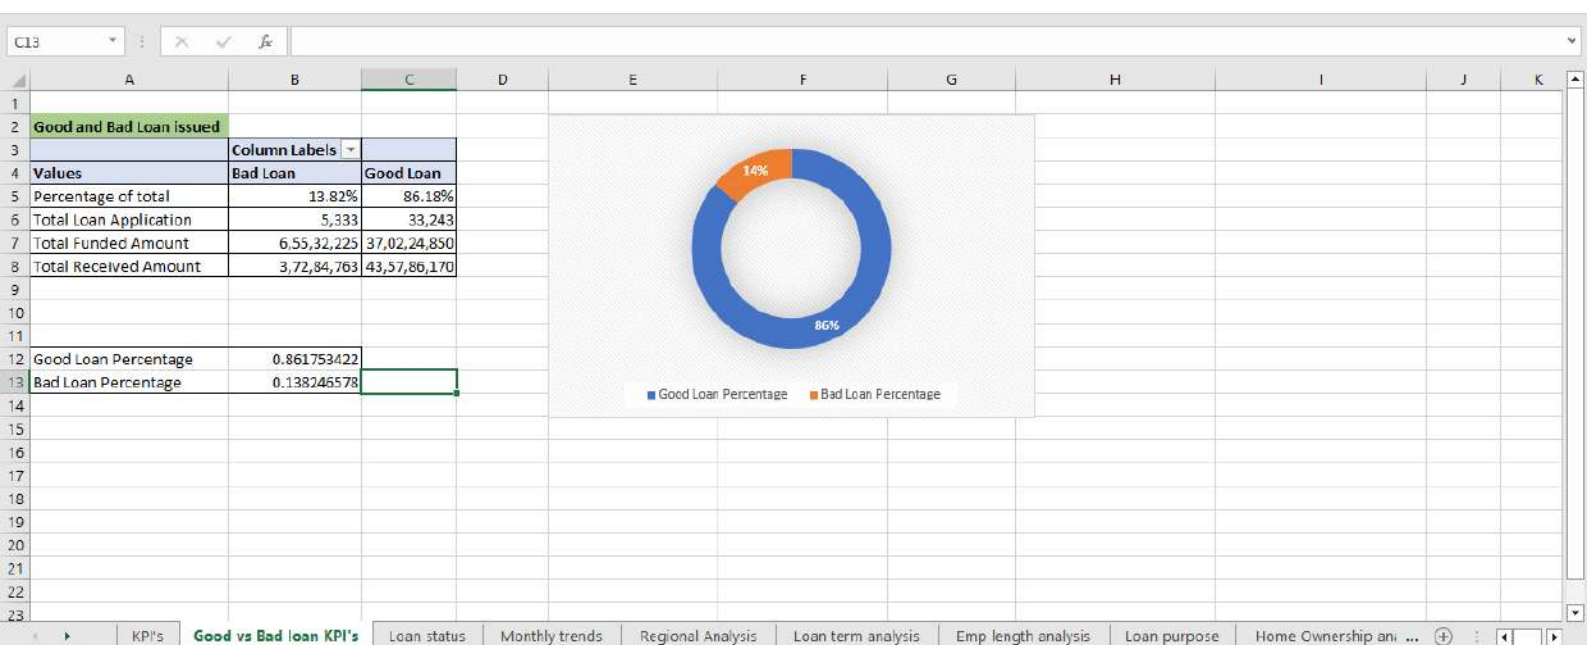 C13 fx
A B C D E F G H I J K
1
2 Good and Bad Loan issued
3 Column Labels
4 Values Bad Loan Good Loan
5 Percentage of total 13.82% 86.18%
6 Total Loan Application 5,333 33,243
7 Total Funded Amount 6,55,32,225 37,02,24,850
8 Total Received Amount 3,72,84,763 43,57,86,170
9
10
11
12 Good Loan Percentage 0.861753422
13 Bad Loan Percentage 0.138246578
14
15
16
17
18
19
20
21
22
23
14%
86%
Good Loan Percentage Bad Loan Percentage
KPI's Good vs Bad loan KPI's Loan status Monthly trends Regional Analysis Loan term analysis Emp length analysis Loan purpose Home Ownership an ...